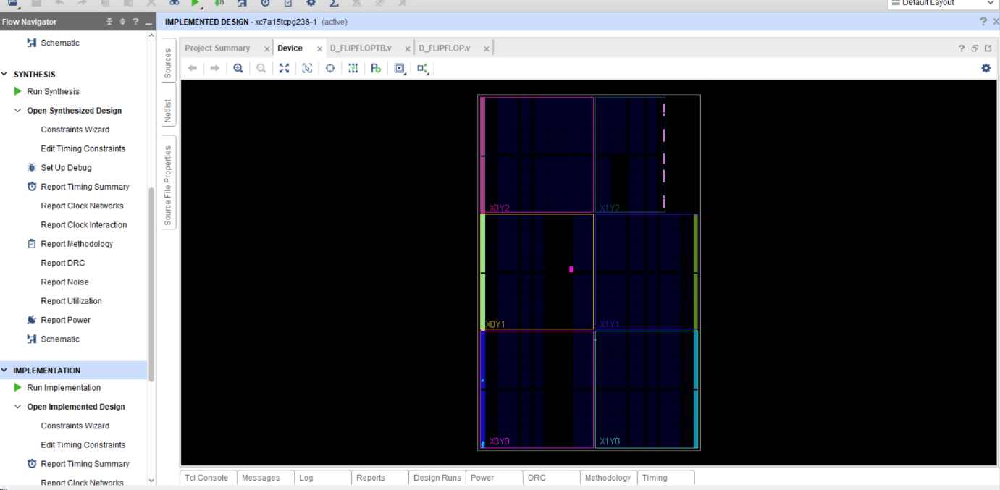 Default Layout
Flow Navigator
?
IMPLEMENTED DESIGN - xc7a15tcpg236-1 (active)
?
Schematic
SYNTHESIS
Run Synthesis
Open Synthesized Design
Constraints Wizard
Edit Timing Constraints
Set Up Debug
Report Timing Summary
Report Clock Networks
Report Clock Interaction
Report Methodology
Report DRC
Report Noise
Report Utilization
Report Power
Schematic
IMPLEMENTATION
Run Implementation
Open Implemented Design
Constraints Wizard
Edit Timing Constraints
Report Timing Summary
Report Clock Networks
Sources
Netlist
Source File Properties
Project Summary
Device
D_FLIPFLOPTB.v
D_FLIPFLOP.v
?
X0Y2
X1Y2
X0Y1
X1Y1
X0Y0
X1Y0
Tcl Console
Messages
Log
Reports
Design Runs
Power
DRC
Methodology
Timing